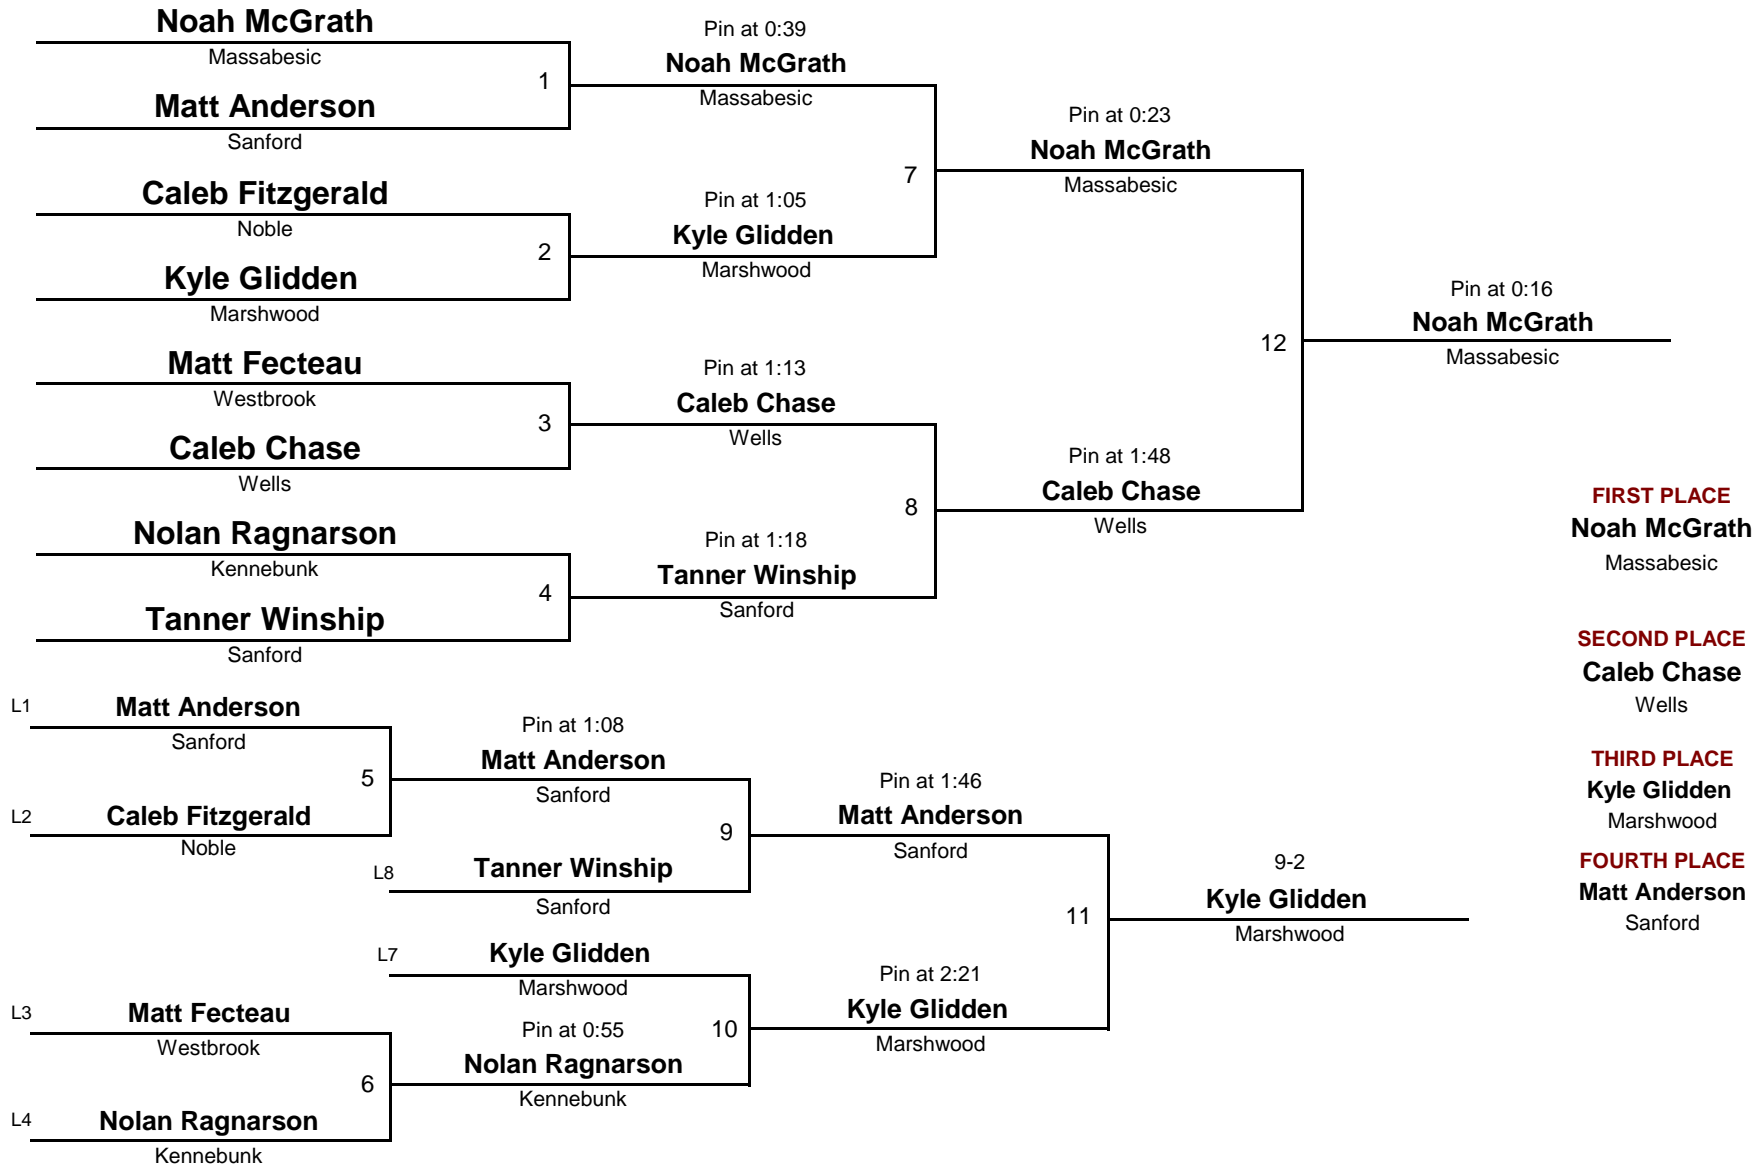 Noah McGrath
Massabesic
1
Matt Anderson
Sanford
Caleb Fitzgerald
Noble
2
Kyle Glidden
Marshwood
Matt Fecteau
Westbrook
3
Caleb Chase
Wells
Nolan Ragnarson
Kennebunk
4
Tanner Winship
Sanford
Pin at 0:39
Noah McGrath
Massabesic
7
Pin at 1:05
Kyle Glidden
Marshwood
Pin at 1:13
Caleb Chase
Wells
8
Pin at 1:18
Tanner Winship
Sanford
Pin at 0:23
Noah McGrath
Massabesic
12
Pin at 1:48
Caleb Chase
Wells
Pin at 0:16
Noah McGrath
Massabesic
FIRST PLACE
Noah McGrath
Massabesic
SECOND PLACE
Caleb Chase
Wells
THIRD PLACE
Kyle Glidden
Marshwood
FOURTH PLACE
Matt Anderson
Sanford
L1
Matt Anderson
Sanford
5
L2
Caleb Fitzgerald
Noble
L3
Matt Fecteau
Westbrook
6
L4
Nolan Ragnarson
Kennebunk
Pin at 1:08
Matt Anderson
Sanford
9
L8
Tanner Winship
Sanford
L7
Kyle Glidden
Marshwood
10
Pin at 0:55
Nolan Ragnarson
Kennebunk
Pin at 1:46
Matt Anderson
Sanford
11
Pin at 2:21
Kyle Glidden
Marshwood
9-2
Kyle Glidden
Marshwood